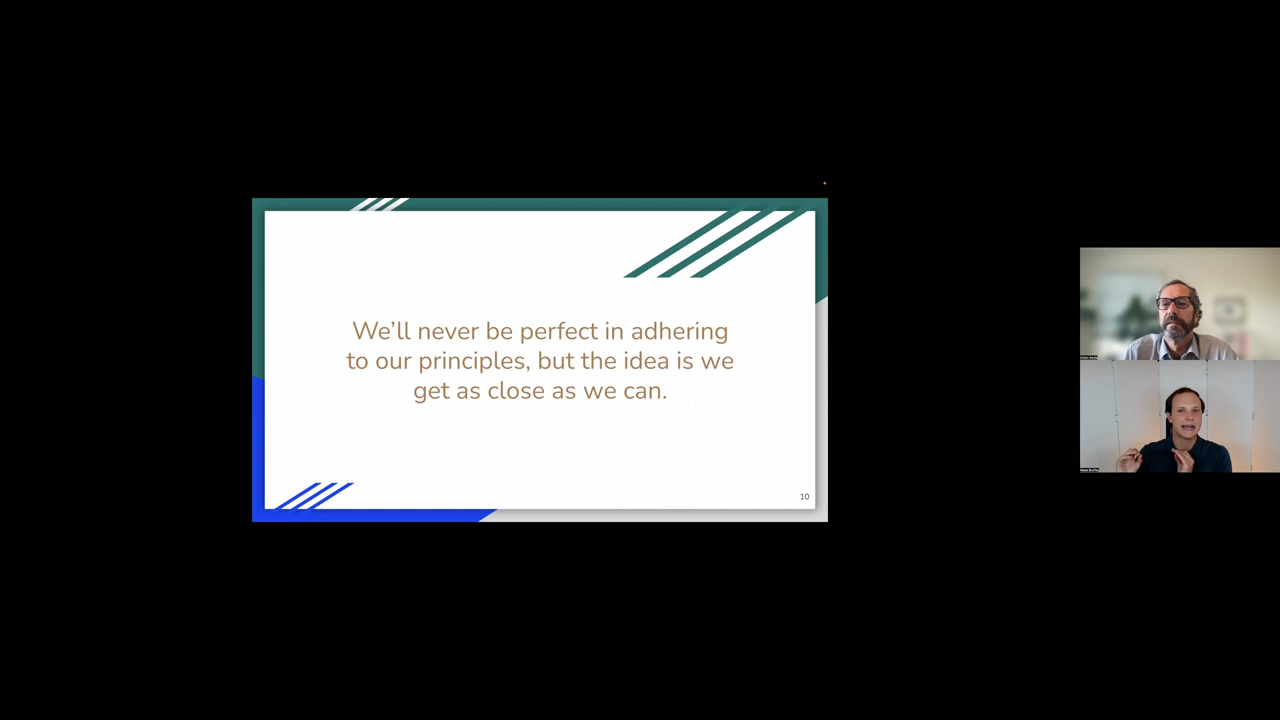 We’ll never be perfect in adhering
to our principles, but the idea is we
get as close as we can.
10